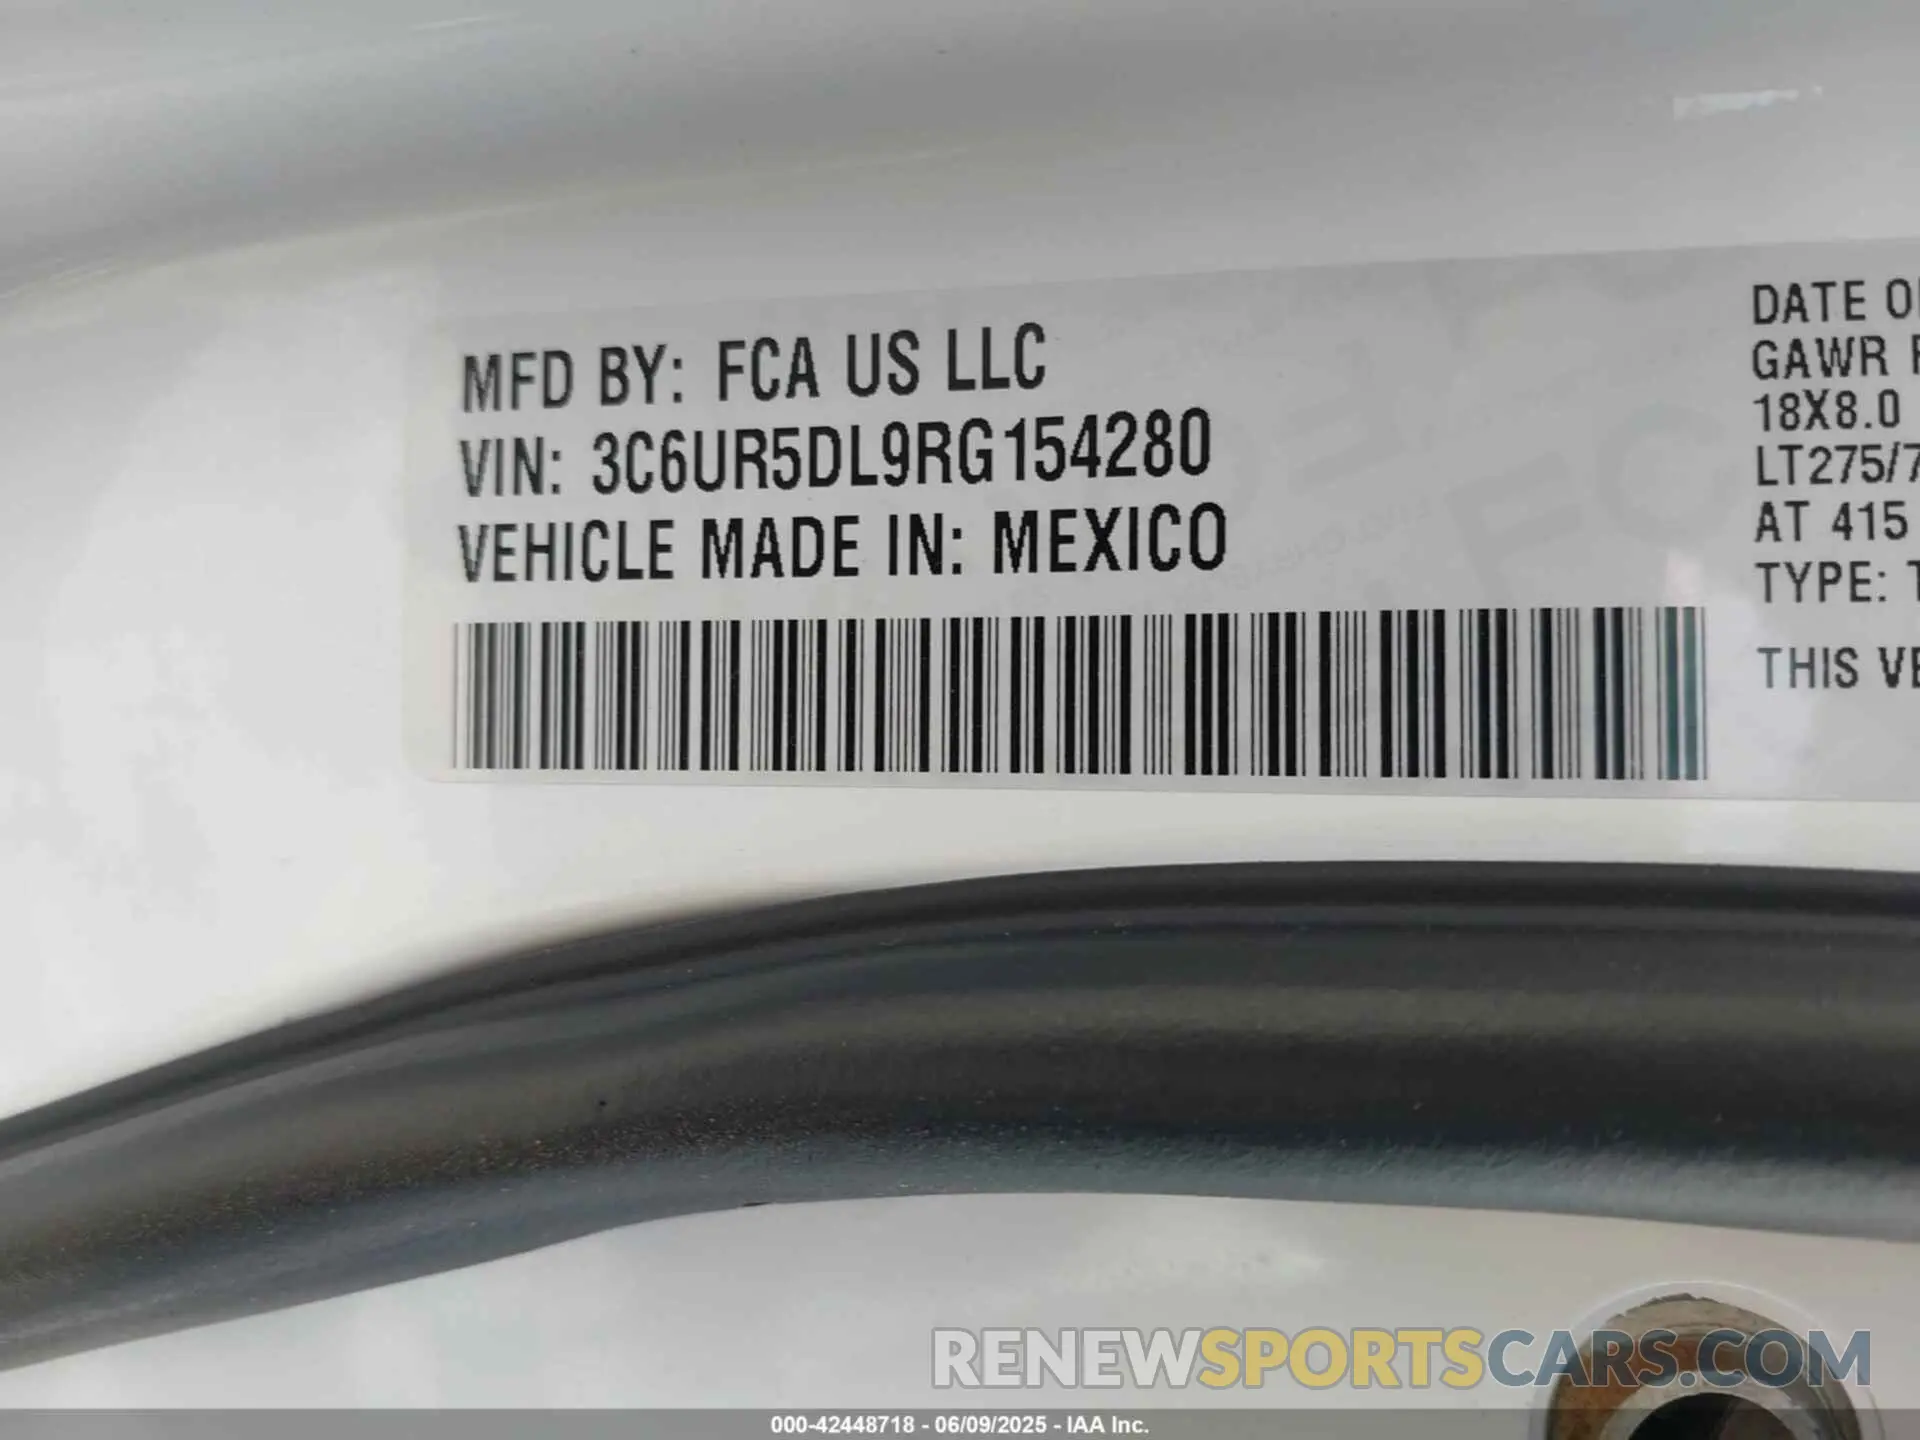 MFD BY: FCA US LLC
VIN: 3C6UR5DL9RG154280
VEHICLE MADE IN: MEXICO
DATE
GAWR
18X8.0
LT275/7
AT 415
TYPE:
THIS
RENEWSPORTSCARS.COM
000-42448718 - 06/09/2025 - IAA Inc.